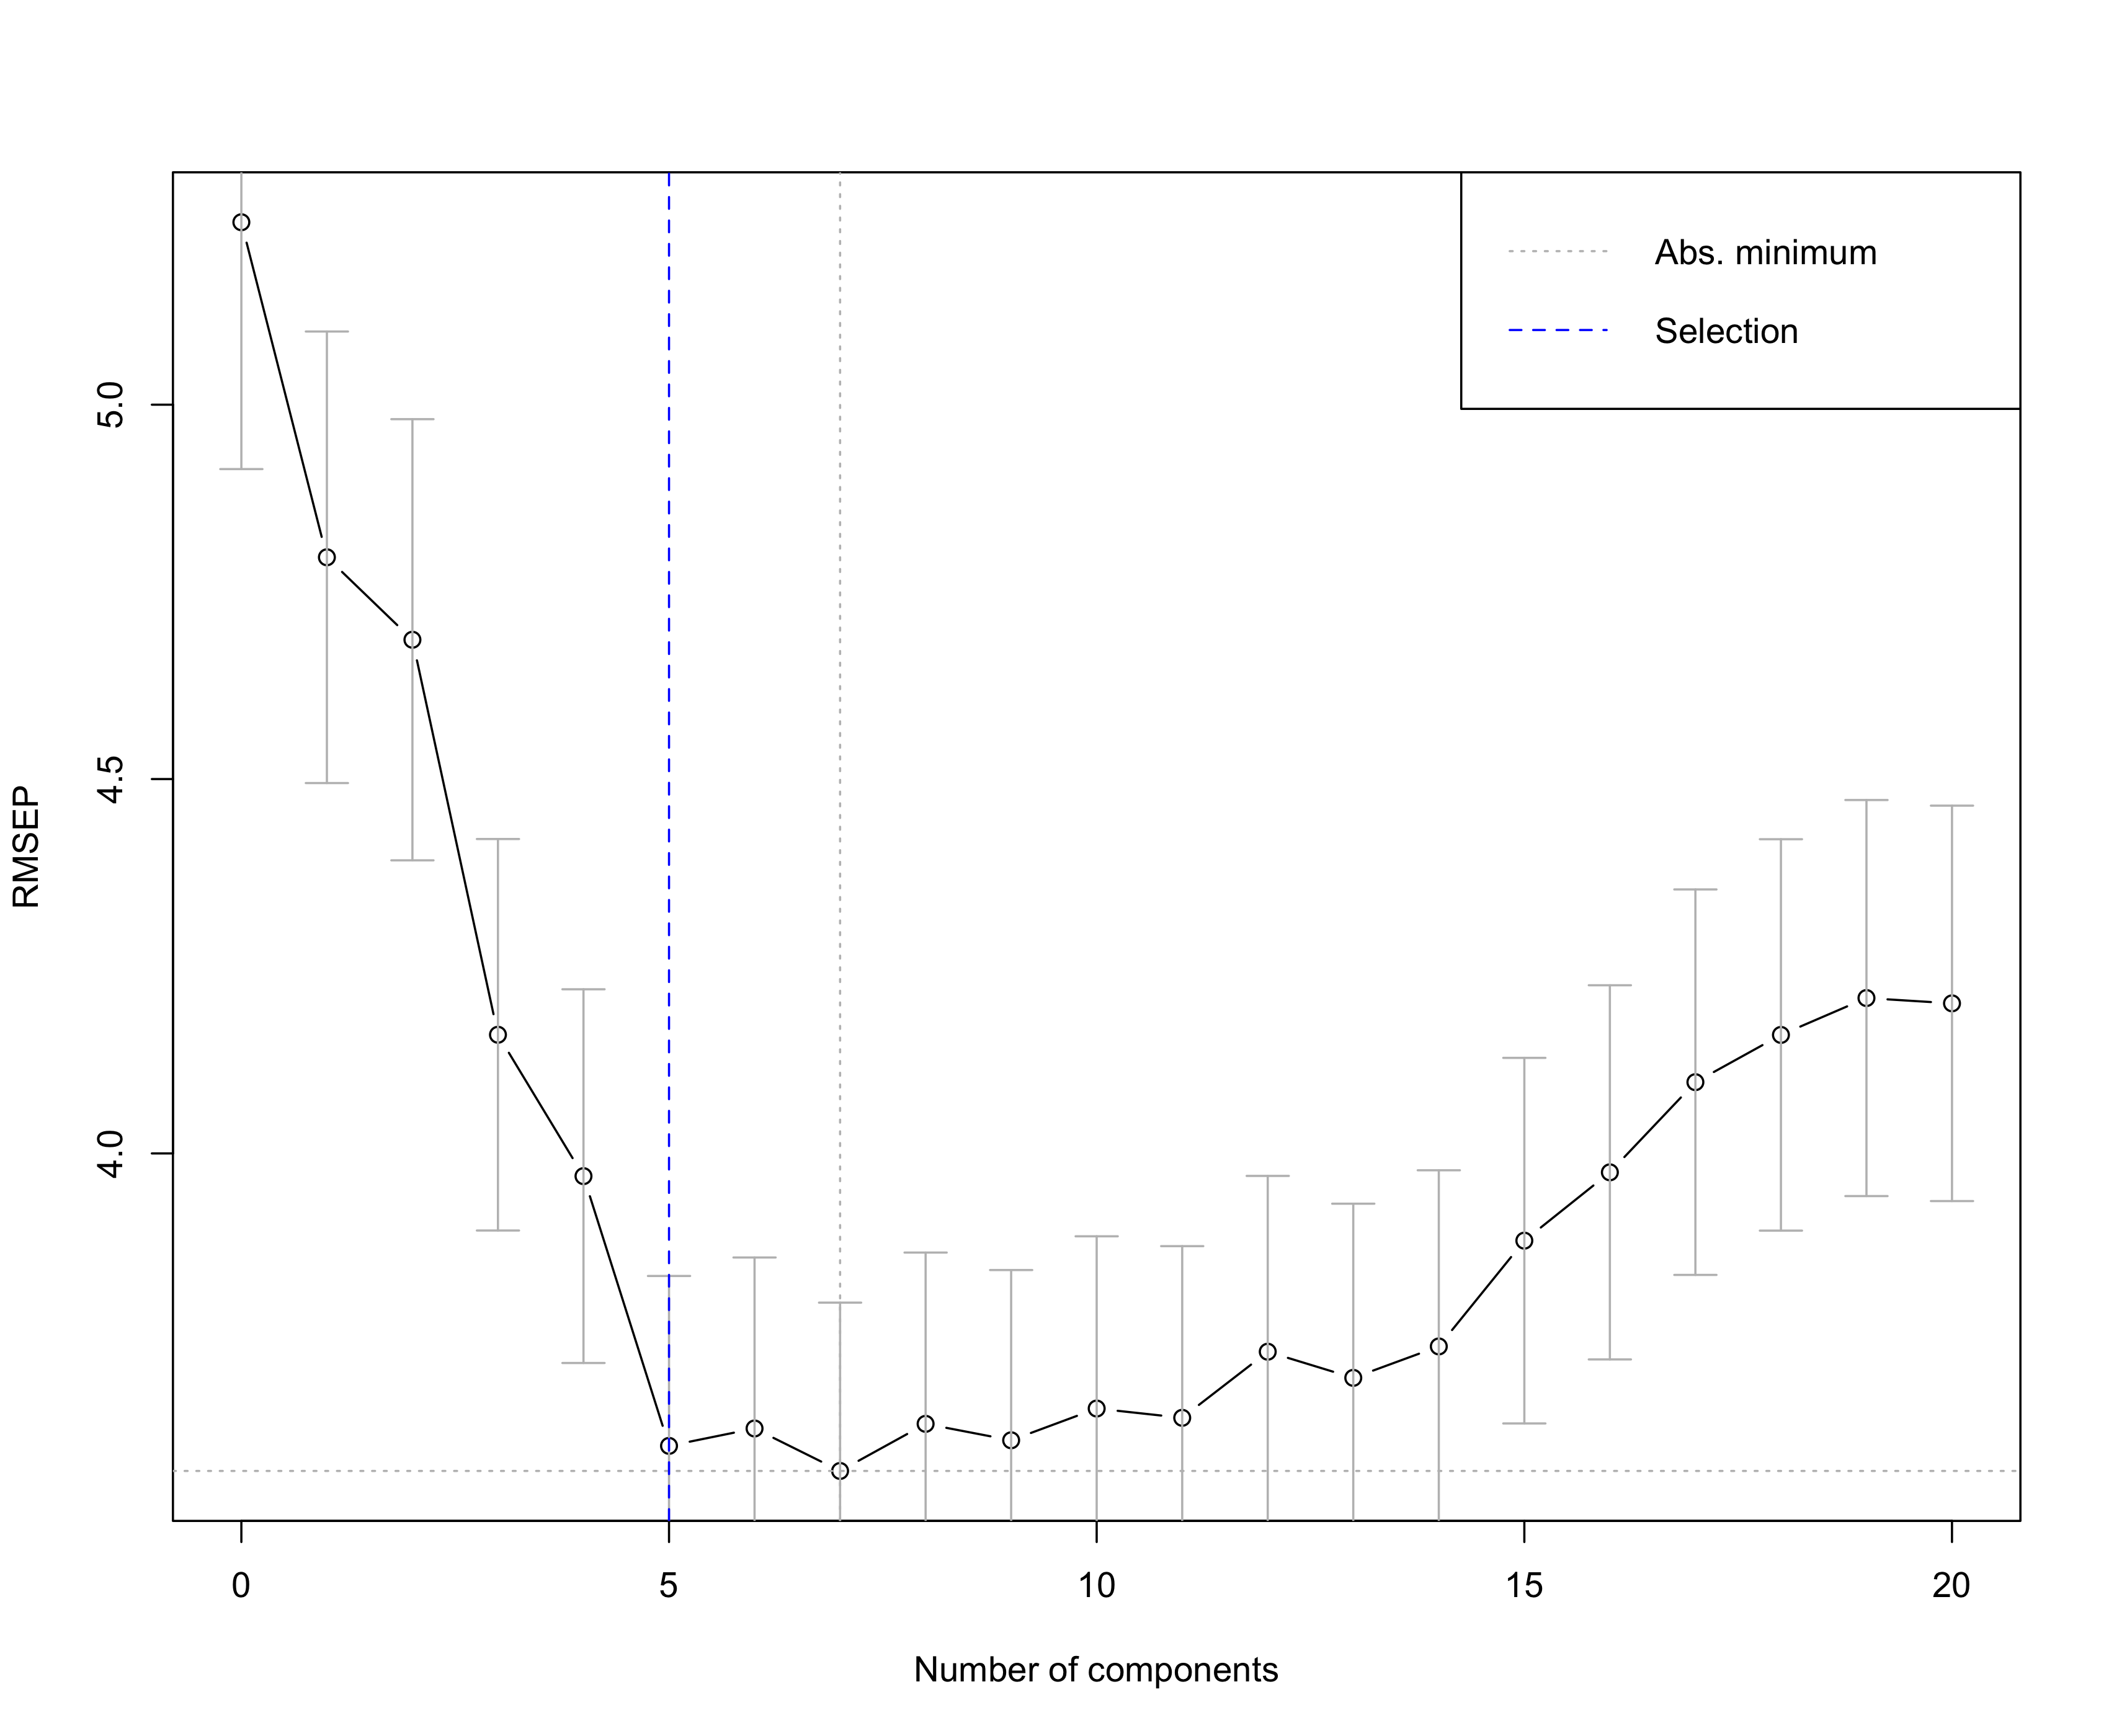 Abs. minimum
Selection
RMSEP
5.0
4.5
4.0
0 5 10 15 20
Number of components